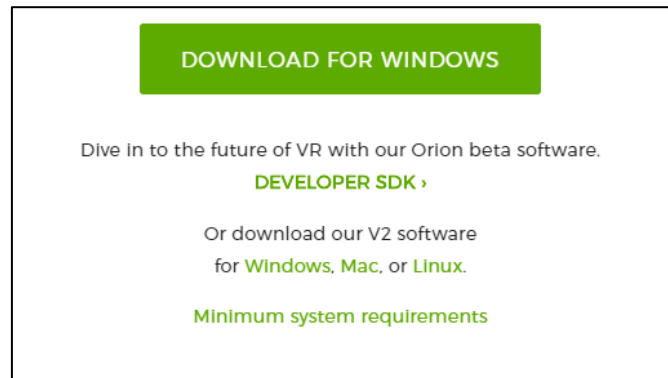 DOWNLOAD FOR WINDOWS
Dive in to the future of VR with our Orion beta software.
DEVELOPER SDK ›
Or download our V2 software
for Windows, Mac, or Linux.
Minimum system requirements